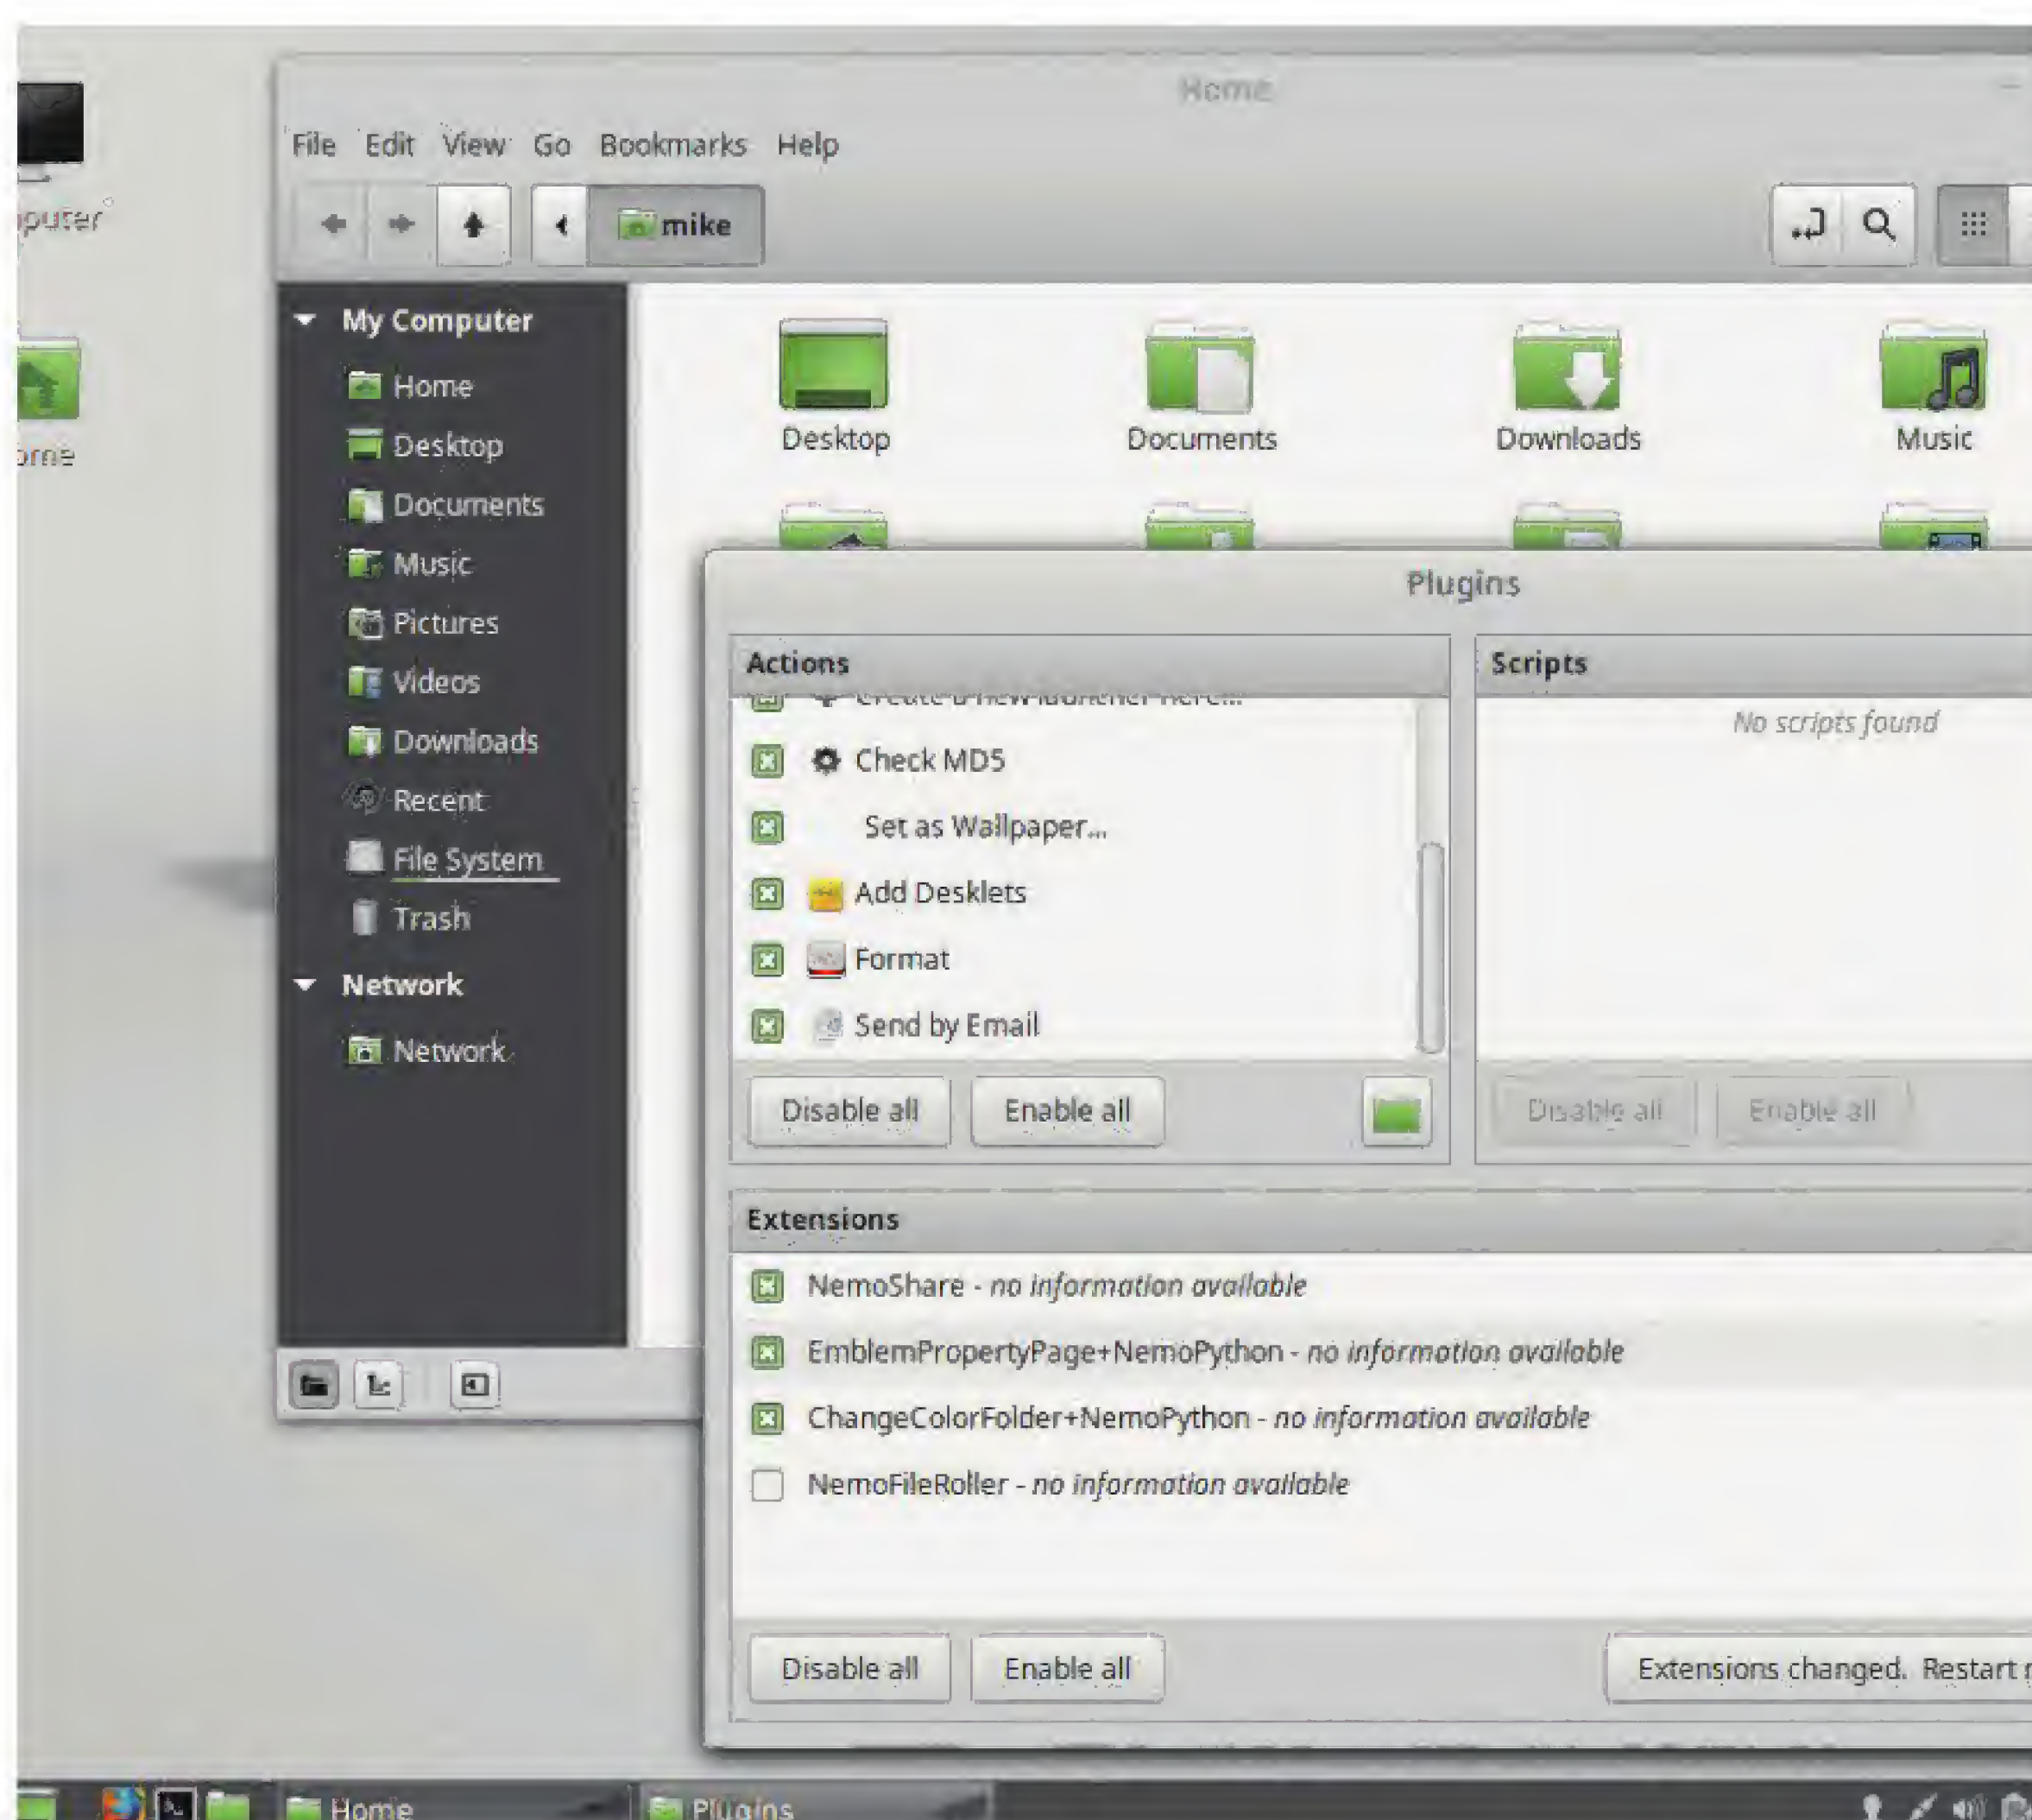 Home
File Edit View Go Bookmarks Help
mike
puter
My Computer
Home
Desktop
Documents
Music
Pictures
Videos
Downloads
Recent
File System
Trash
Network
Network
ome
Desktop Documents Downloads Music
Plugins
Actions
Create a new launcher here...
Check MD5
Set as Wallpaper...
Add Desklets
Format
Send by Email
Disable all Enable all
Scripts
No scripts found
Disable all Enable all
Extensions
NemoShare - no information available
EmblemPropertyPage+NemoPython - no information available
ChangeColorFolder+NemoPython - no information available
NemoFileRoller - no information available
Disable all Enable all
Extensions changed. Restart
Home Plugins